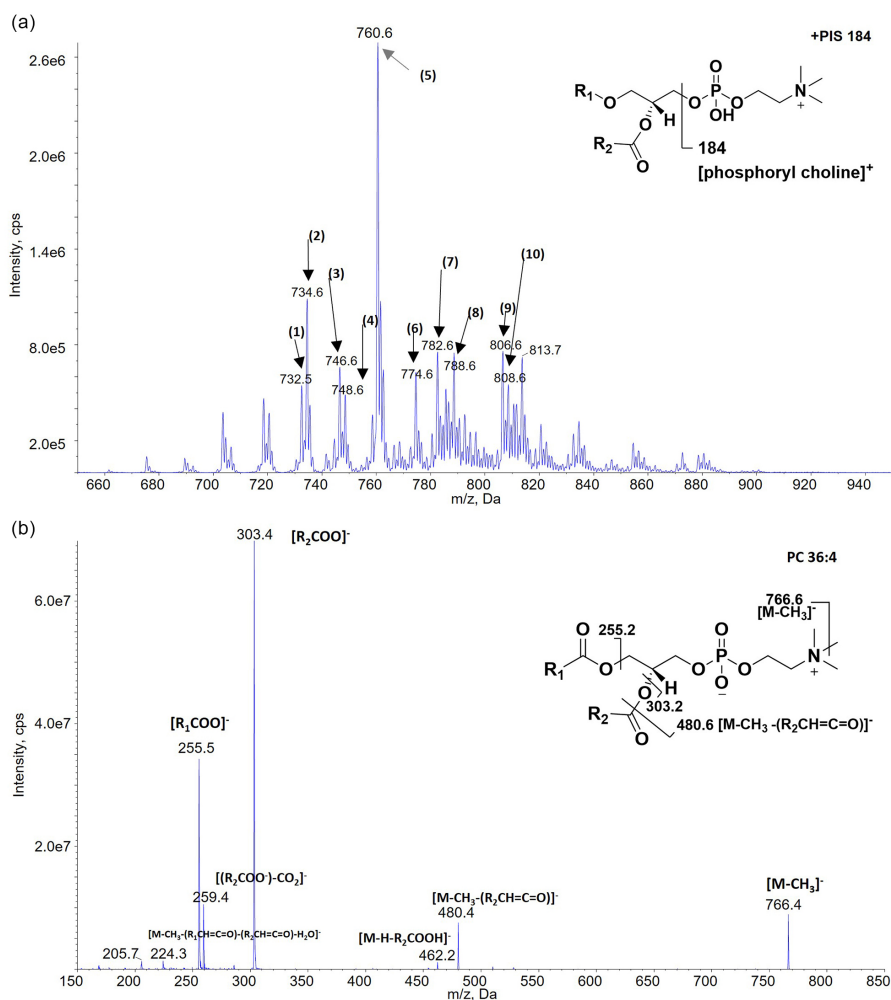 (a)
+PIS 184
760.6
2.6e6
2.0e6
1.4e6
8.0e5
2.0e5
Intensity, cps
(5)
(2)
734.6
(1)
732.5
(3)
746.6
(4)
748.6
(6)
774.6
(7)
782.6
(8)
788.6
(9)
806.6
(10)
808.6
813.7
R1
O
O
P
O
OH
O
N
+
H
O
R2
O
184
[phosphoryl choline]+
660 680 700 720 740 760 780 800 820 840 860 880 900 920 940
m/z, Da
(b)
303.4
[R2COO]-
PC 36:4
6.0e7
4.0e7
2.0e7
Intensity, cps
[R1COO]-
255.5
[(R2COO-)-CO2]-
259.4
[M-CH3-(R1CH=C=O)-(R2CH=C=O)-H2O]-
205.7
224.3
[M-CH3-(R2CH=C=O)]-
480.4
[M-H-R2COOH]-
462.2
[M-CH3]-
766.4
766.6
[M-CH3]-
O
255.2
R1
O
O
P
O
O
−
N
+
H
O
303.2
R2
O
480.6 [M-CH3 -(R2CH=C=O)]-
150 200 250 300 350 400 450 500 550 600 650 700 750 800 850
m/z, Da